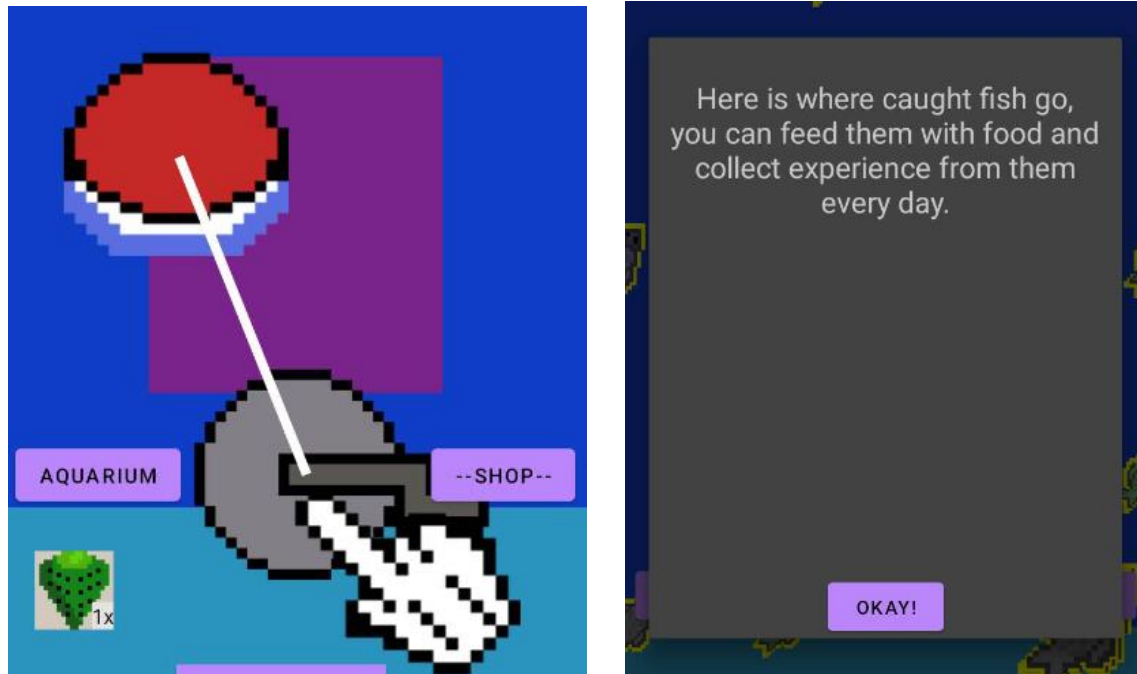 AQUARIUM
--SHOP--
1x
Here is where caught fish go,
you can feed them with food and
collect experience from them
every day.
OKAY!